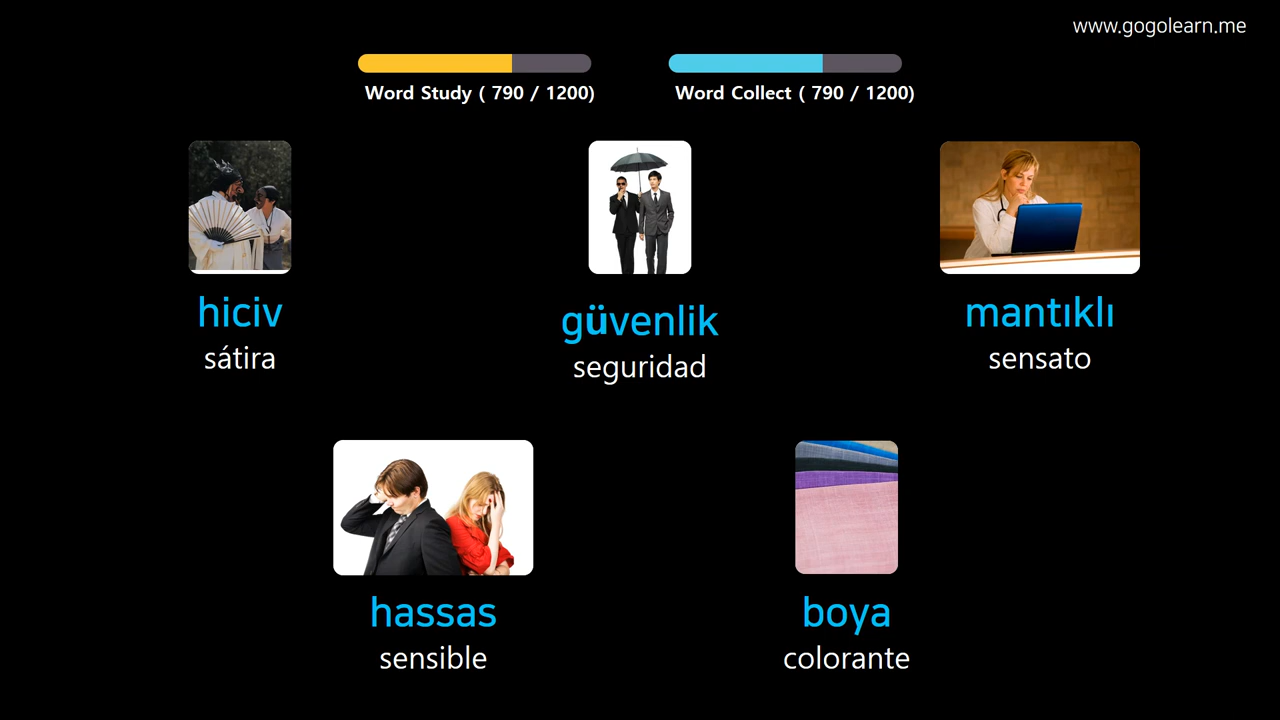 www.gogolearn.me
Word Study ( 790 / 1200)
Word Collect ( 790 / 1200)
hiciv
sátira
güvenlik
seguridad
mantıklı
sensato
hassas
sensible
boya
colorante